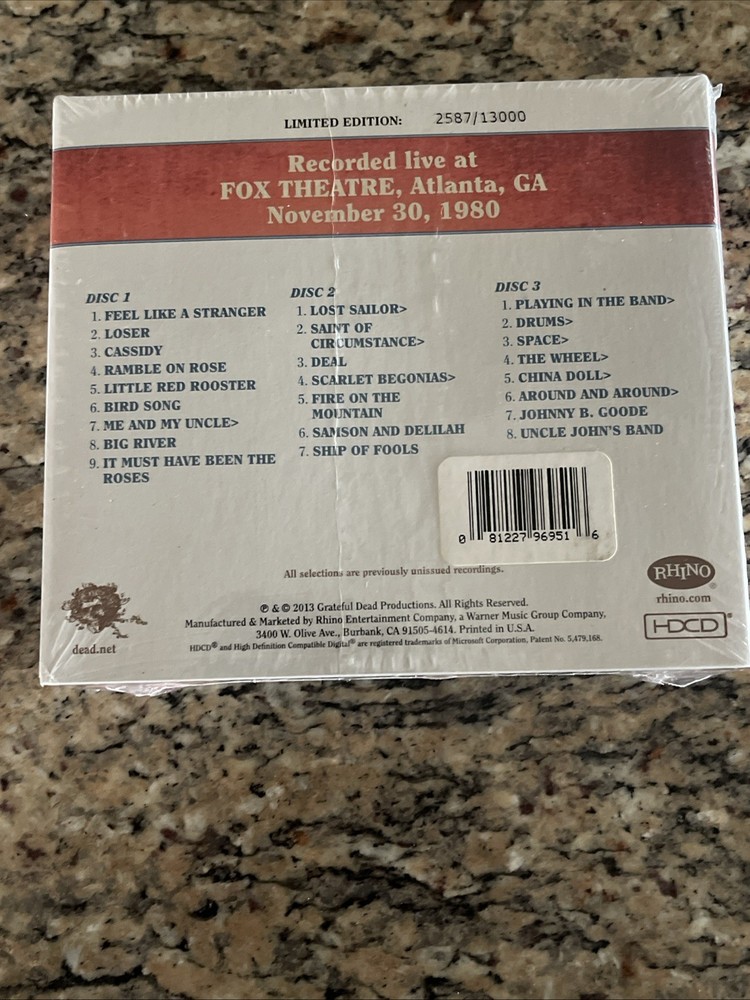 LIMITED EDITION: 2587/13000
Recorded live at
FOX THEATRE, Atlanta, GA
November 30, 1980
DISC 1
1. FEEL LIKE A STRANGER
2. LOSER
3. CASSIDY
4. RAMBLE ON ROSE
5. LITTLE RED ROOSTER
6. BIRD SONG
7. ME AND MY UNCLE>
8. BIG RIVER
9. IT MUST HAVE BEEN THE
ROSES
DISC 2
1. LOST SAILOR>
2. SAINT OF
CIRCUMSTANCE>
3. DEAL
4. SCARLET BEGONIAS>
5. FIRE ON THE
MOUNTAIN
6. SAMSON AND DELILAH
7. SHIP OF FOOLS
DISC 3
1. PLAYING IN THE BAND>
2. DRUMS>
3. SPACE>
4. THE WHEEL>
5. CHINA DOLL>
6. AROUND AND AROUND>
7. JOHNNY B. GOODE
8. UNCLE JOHN'S BAND
0 81227 96951 6
All selections are previously unissued recordings.
℗ & © 2013 Grateful Dead Productions. All Rights Reserved.
Manufactured & Marketed by Rhino Entertainment Company, a Warner Music Group Company,
3400 W. Olive Ave., Burbank, CA 91505-4614. Printed in U.S.A.
HDCD® and High Definition Compatible Digital® are registered trademarks of Microsoft Corporation, Patent No. 5,479,168.
dead.net
RHINO®
rhino.com
HDCD®